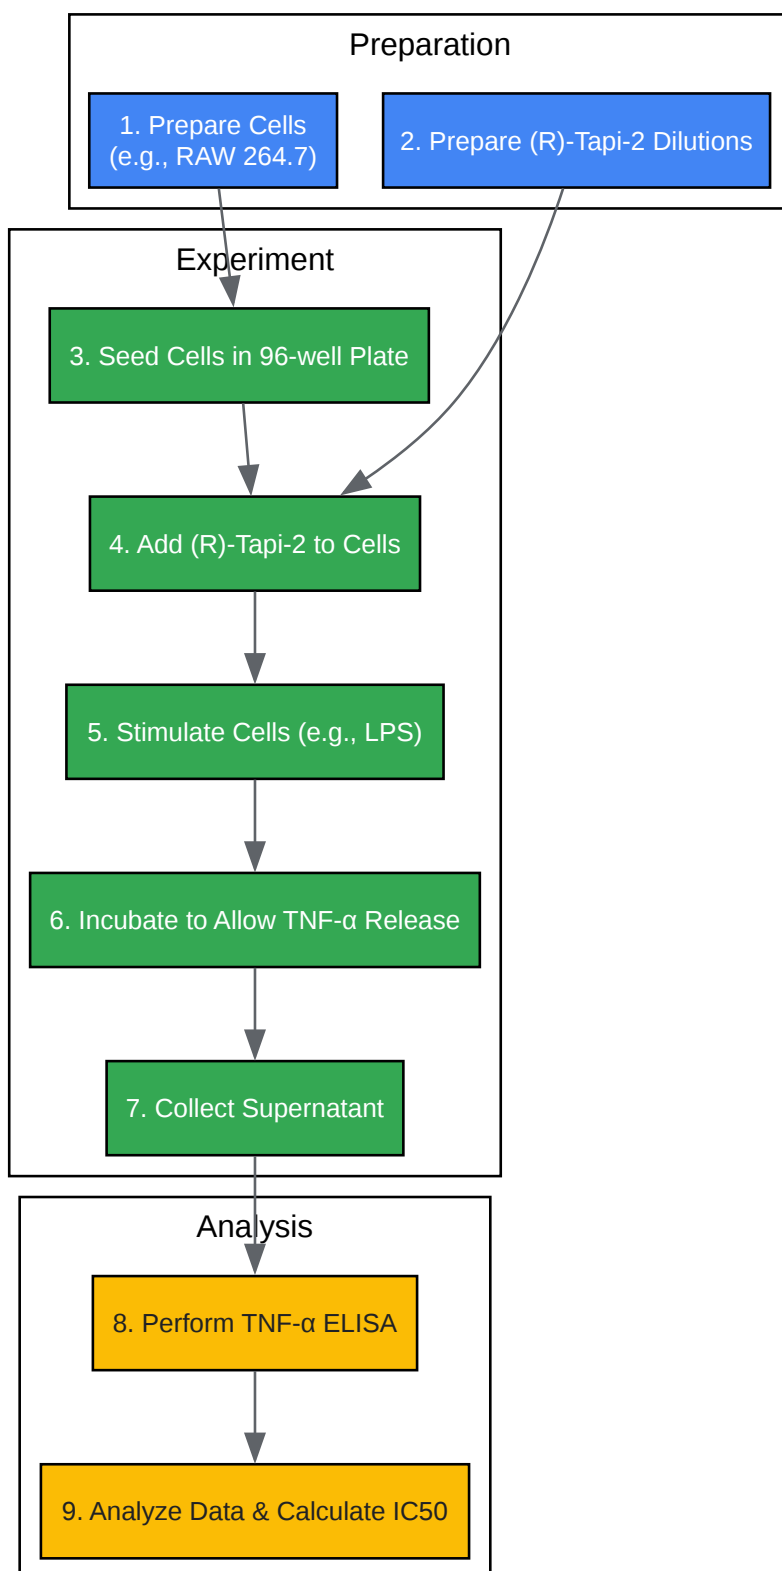 Preparation
1. Prepare Cells
(e.g., RAW 264.7)
2. Prepare (R)-Tapi-2 Dilutions
Experiment
3. Seed Cells in 96-well Plate
4. Add (R)-Tapi-2 to Cells
5. Stimulate Cells (e.g., LPS)
6. Incubate to Allow TNF-α Release
7. Collect Supernatant
Analysis
8. Perform TNF-α ELISA
9. Analyze Data & Calculate IC50